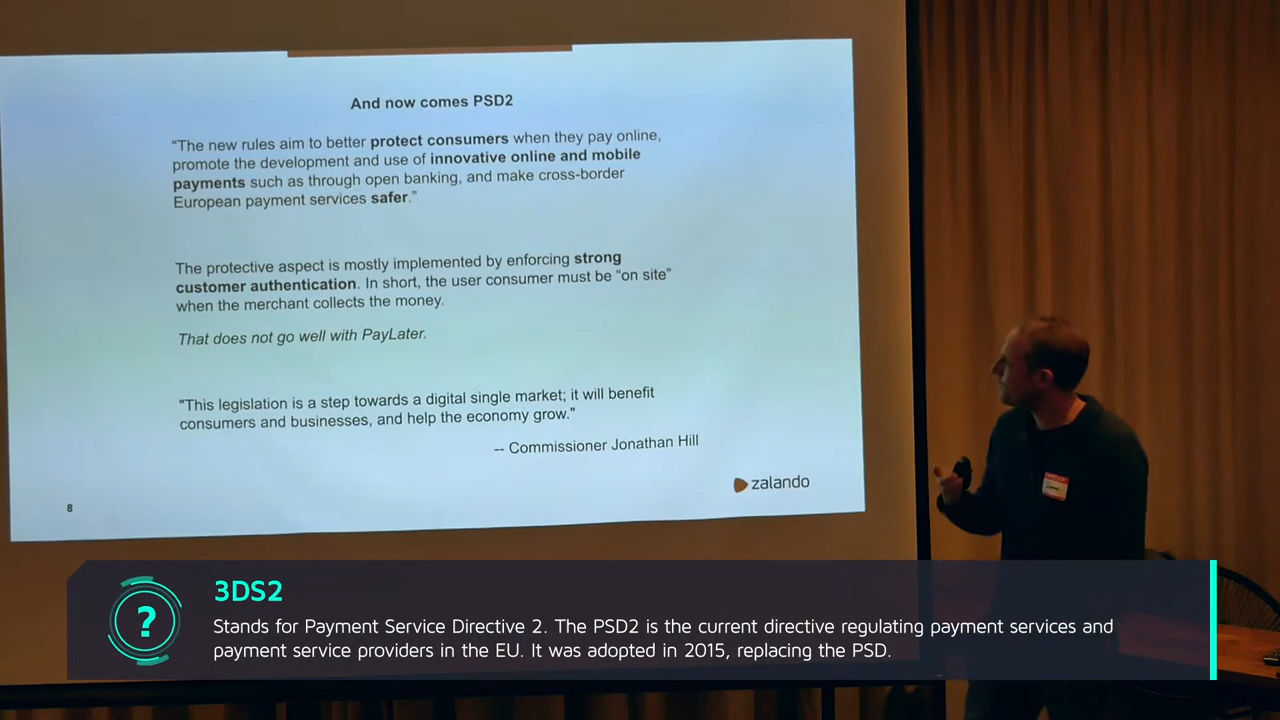 And now comes PSD2
“The new rules aim to better protect consumers when they pay online,
promote the development and use of innovative online and mobile
payments such as through open banking, and make cross-border
European payment services safer.”
The protective aspect is mostly implemented by enforcing strong
customer authentication. In short, the user consumer must be “on site”
when the merchant collects the money.
That does not go well with PayLater.
"This legislation is a step towards a digital single market; it will benefit
consumers and businesses, and help the economy grow."
-- Commissioner Jonathan Hill
zalando
8
?
3DS2
Stands for Payment Service Directive 2. The PSD2 is the current directive regulating payment services and
payment service providers in the EU. It was adopted in 2015, replacing the PSD.